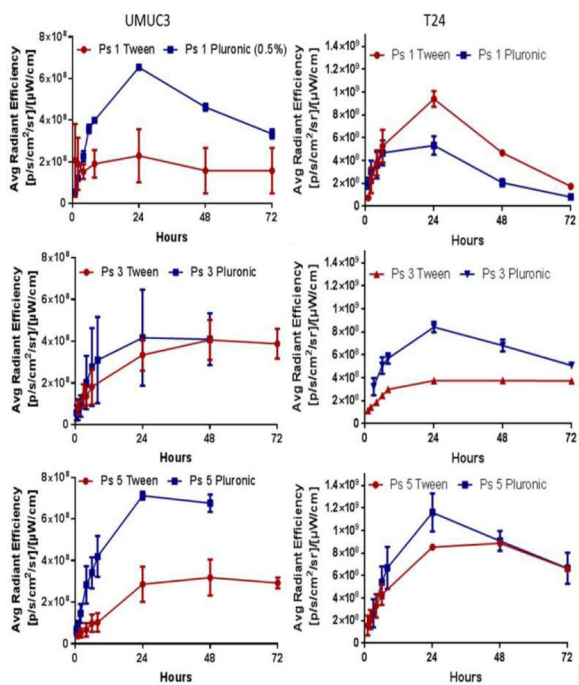 UMUC3
T24
Ps 1 Tween
Ps 1 Pluronic (0.5%)
Avg Radiant Efficiency
[p/s/cm²/sr]/[µW/cm]
8×10⁸
6×10⁸
4×10⁸
2×10⁸
0
0 24 48 72
Hours
Ps 1 Tween
Ps 1 Pluronic
Avg Radiant Efficiency
[p/s/cm²/sr]/[µW/cm]
1.4×10⁹
1.2×10⁹
1×10⁹
8×10⁸
6×10⁸
4×10⁸
2×10⁸
0
0 24 48 72
Hours
Ps 3 Tween
Ps 3 Pluronic
Avg Radiant Efficiency
[p/s/cm²/sr]/[µW/cm]
8×10⁸
6×10⁸
4×10⁸
2×10⁸
0
0 24 48 72
Hours
Ps 3 Tween
Ps 3 Pluronic
Avg Radiant Efficiency
[p/s/cm²/sr]/[µW/cm]
1.4×10⁹
1.2×10⁹
1×10⁹
8×10⁸
6×10⁸
4×10⁸
2×10⁸
0
0 24 48 72
Hours
Ps 5 Tween
Ps 5 Pluronic
Avg Radiant Efficiency
[p/s/cm²/sr]/[µW/cm]
8×10⁸
6×10⁸
4×10⁸
2×10⁸
0
0 24 48 72
Hours
Ps 5 Tween
Ps 5 Pluronic
Avg Radiant Efficiency
[p/s/cm²/sr]/[µW/cm]
1.4×10⁹
1.2×10⁹
1×10⁹
8×10⁸
6×10⁸
4×10⁸
2×10⁸
0
0 24 48 72
Hours